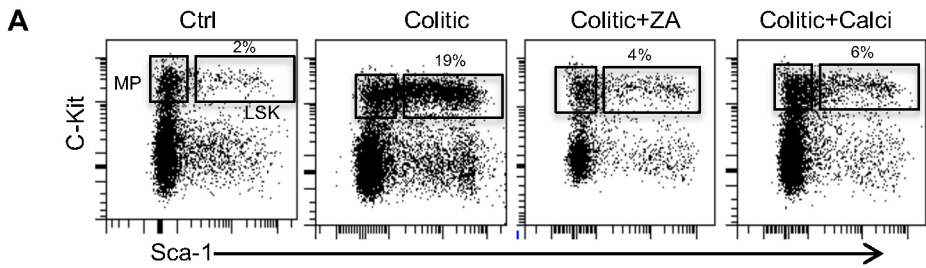 A
Ctrl
Colitic
Colitic+ZA
Colitic+Calci
2%
19%
4%
6%
MP
LSK
C-Kit
Sca-1